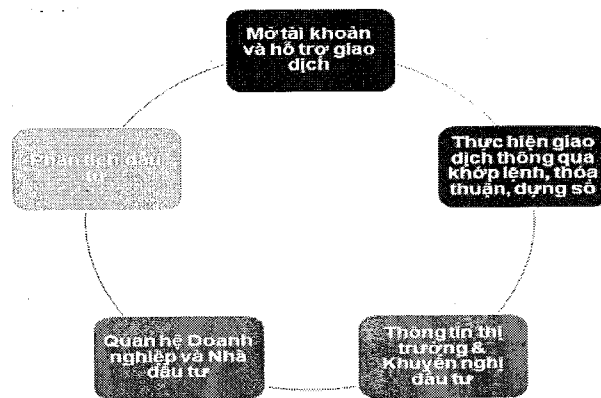 Mở tài khoản
và hỗ trợ giao
dịch
Thực hiện giao
dịch thông qua
khớp lệnh, thỏa
thuận, dựng sổ
Thông tin thị
trường &
Khuyến nghị
đầu tư
Quan hệ Doanh
nghiệp và Nhà
đầu tư
Phân tích đầu
tư